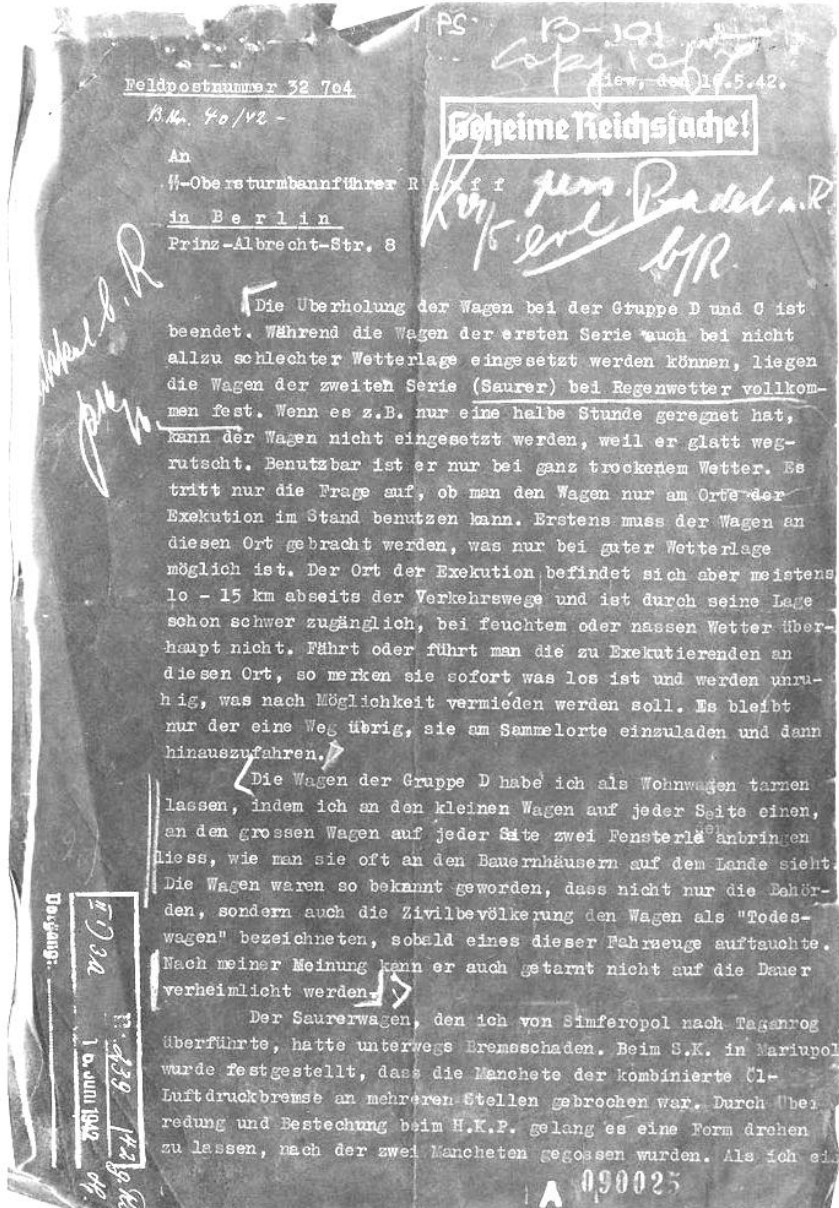 PS B-101
Copy 1 of 7
Feldpostnummer 32 704
Kiew, den 16.5.42.
B.Nr. 40/42 -
Geheime Reichssache!
An
SS-Obersturmbannführer R a u f f
pers.
in B e r l i n
Pradel n. R
Prinz-Albrecht-Str. 8
b/R.
Die Überholung der Wagen bei der Gruppe D und C ist
beendet. Während die Wagen der ersten Serie auch bei nicht
allzu schlechter Wetterlage eingesetzt werden können, liegen
die Wagen der zweiten Serie (Saurer) bei Regenwetter vollkom-
men fest. Wenn es z.B. nur eine halbe Stunde geregnet hat,
kann der Wagen nicht eingesetzt werden, weil er glatt weg-
rutscht. Benutzbar ist er nur bei ganz trockenem Wetter. Es
tritt nur die Frage auf, ob man den Wagen nur am Orte der
Exekution im Stand benutzen kann. Erstens muss der Wagen an
diesen Ort gebracht werden, was nur bei guter Wetterlage
möglich ist. Der Ort der Exekution befindet sich aber meistens
lo - 15 km abseits der Verkehrswege und ist durch seine Lage
schon schwer zugänglich, bei feuchtem oder nassen Wetter über-
haupt nicht. Fährt oder führt man die zu Exekutierenden an
diesen Ort, so merken sie sofort was los ist und werden unru-
hig, was nach Möglichkeit vermieden werden soll. Es bleibt
nur der eine Weg übrig, sie am Sammelorte einzuladen und dann
hinauszufahren.
Die Wagen der Gruppe D habe ich als Wohnwagen tarnen
lassen, indem ich an den kleinen Wagen auf jeder Seite einen,
an den grossen Wagen auf jeder Seite zwei Fensterläden anbringen
liess, wie man sie oft an den Bauernhäusern auf dem Lande sieht.
Die Wagen waren so bekannt geworden, dass nicht nur die Behör-
den, sondern auch die Zivilbevölkerung den Wagen als "Todes-
wagen" bezeichneten, sobald eines dieser Fahrzeuge auftauchte.
Nach meiner Meinung kann er auch getarnt nicht auf die Dauer
verheimlicht werden.
Der Saurerwagen, den ich von Simferopol nach Taganrog
überführte, hatte unterwegs Bremsschaden. Beim S.K. in Mariupol
wurde festgestellt, dass die Manchete der kombinierte Öl-
Luftdruckbremse an mehreren Stellen gebrochen war. Durch Über
redung und Bestechung beim H.K.P. gelang es eine Form drehen
zu lassen, nach der zwei Mancheten gegossen wurden. Als ich
A 090025
Vorgang:
II D 3a
16. Juni 1942